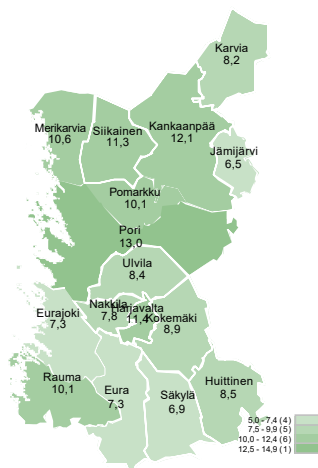 Karvia
8,2
Merikarvia
10,6
Siikainen
11,3
Kankaanpää
12,1
Jämijärvi
6,5
Pomarkku
10,1
Pori
13,0
Ulvila
8,4
Nakkila
7,8
Harjavalta
11,4
Kokemäki
8,9
Eurajoki
7,3
Rauma
10,1
Eura
7,3
Säkylä
6,9
Huittinen
8,5
5,0 - 7,4 (4)
7,5 - 9,9 (5)
10,0 - 12,4 (6)
12,5 - 14,9 (1)